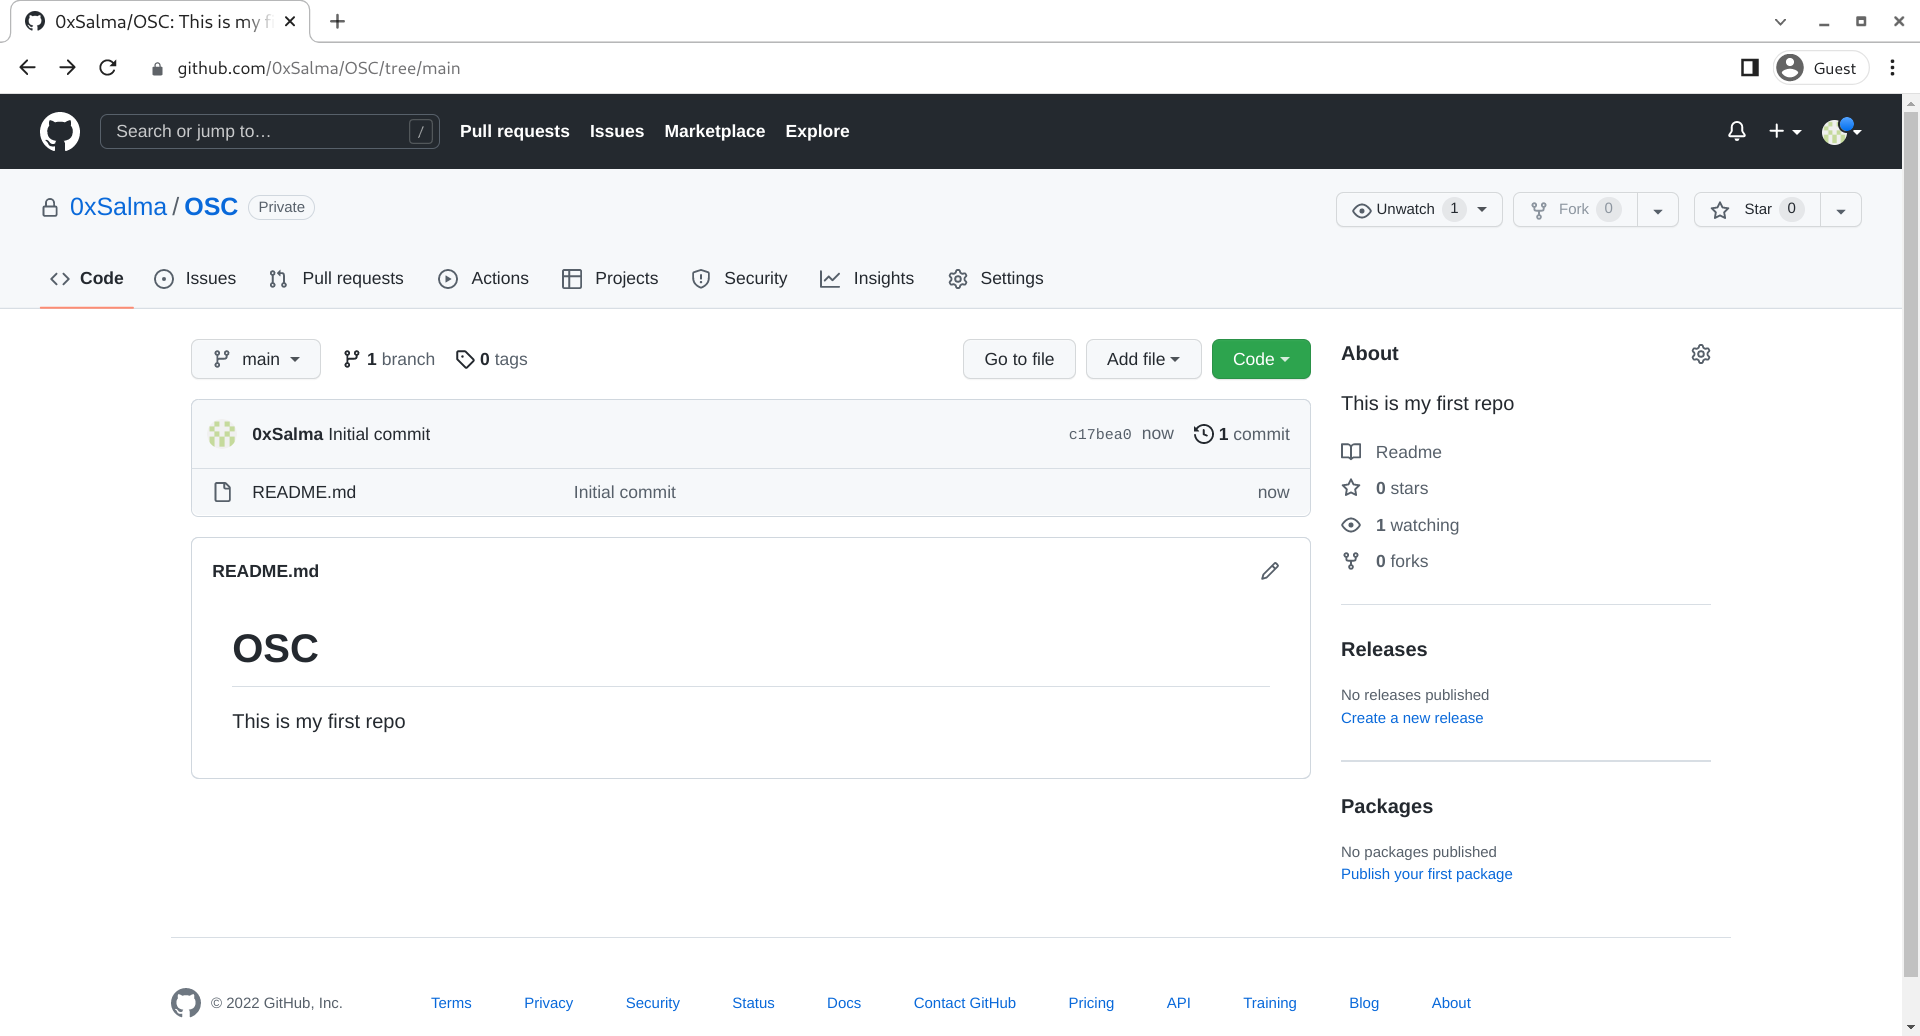 0xSalma/OSC: This is my fi
github.com/0xSalma/OSC/tree/main
Guest
Search or jump to… / Pull requests Issues Marketplace Explore
0xSalma / OSC Private
Unwatch 1 Fork 0 Star 0
Code Issues Pull requests Actions Projects Security Insights Settings
main 1 branch 0 tags Go to file Add file Code
0xSalma Initial commit c17bea0 now 1 commit
README.md Initial commit now
README.md
OSC
This is my first repo
About
This is my first repo
Readme
0 stars
1 watching
0 forks
Releases
No releases published
Create a new release
Packages
No packages published
Publish your first package
© 2022 GitHub, Inc. Terms Privacy Security Status Docs Contact GitHub Pricing API Training Blog About